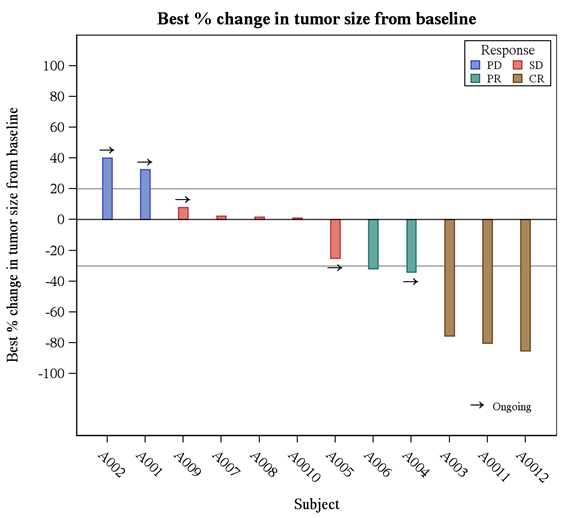 Best % change in tumor size from baseline
Response
PD SD
PR CR
Best % change in tumor size from baseline
100
80
60
40
20
0
-20
-40
-60
-80
-100
Ongoing
A002 A001 A009 A007 A008 A0010 A005 A006 A004 A003 A0011 A0012
Subject